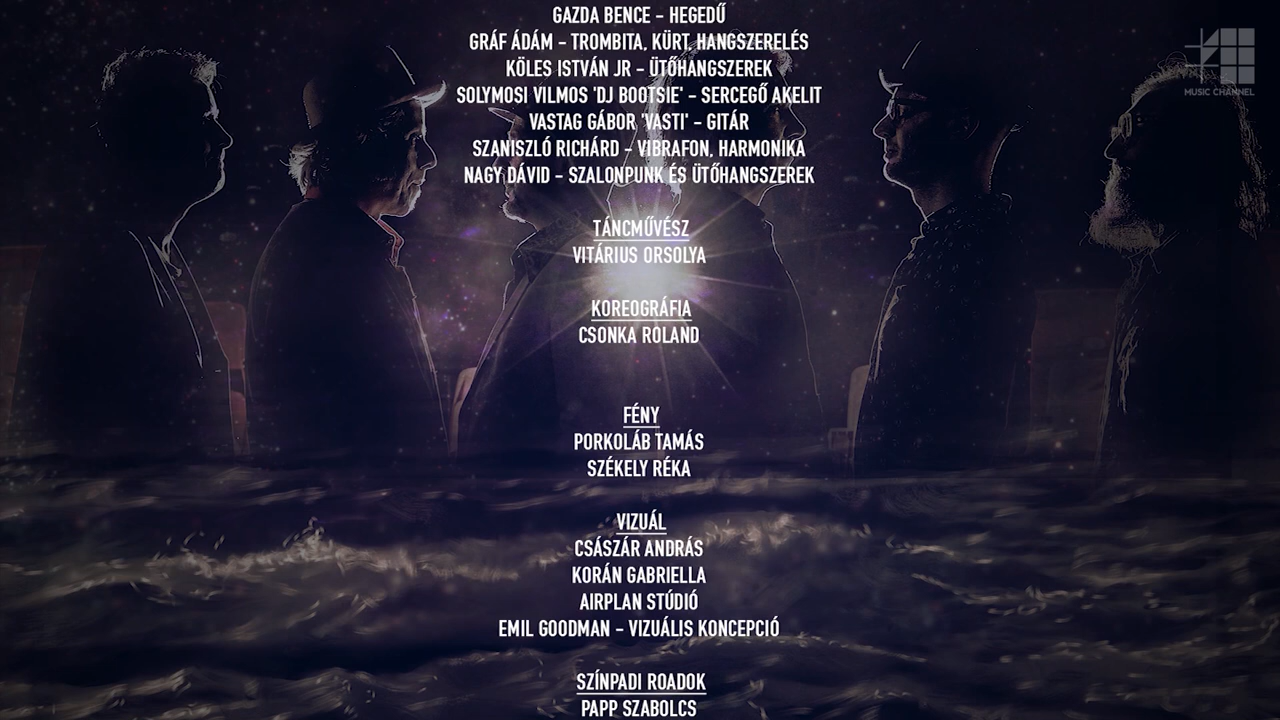 GAZDA BENCE – HEGEDŰ
GRÁF ÁDÁM – TROMBITA, KÜRT, HANGSZERELÉS
KÖLES ISTVÁN JR – ÜTŐHANGSZEREK
SOLYMOSI VILMOS 'DJ BOOTSIE' – SERCEGŐ AKELIT
VASTAG GÁBOR 'VASTI' – GITÁR
SZANISZLÓ RICHÁRD – VIBRAFON, HARMONIKA
NAGY DÁVID – SZALONPUNK ÉS ÜTŐHANGSZEREK
TÁNCMŰVÉSZ
VITÁRIUS ORSOLYA
KOREOGRÁFIA
CSONKA ROLAND
FÉNY
PORKOLÁB TAMÁS
SZÉKELY RÉKA
VIZUÁL
CSÁSZÁR ANDRÁS
KORÁN GABRIELLA
AIRPLAN STÚDIÓ
EMIL GOODMAN – VIZUÁLIS KONCEPCIÓ
SZÍNPADI ROADOK
PAPP SZABOLCS
MUSIC CHANNEL